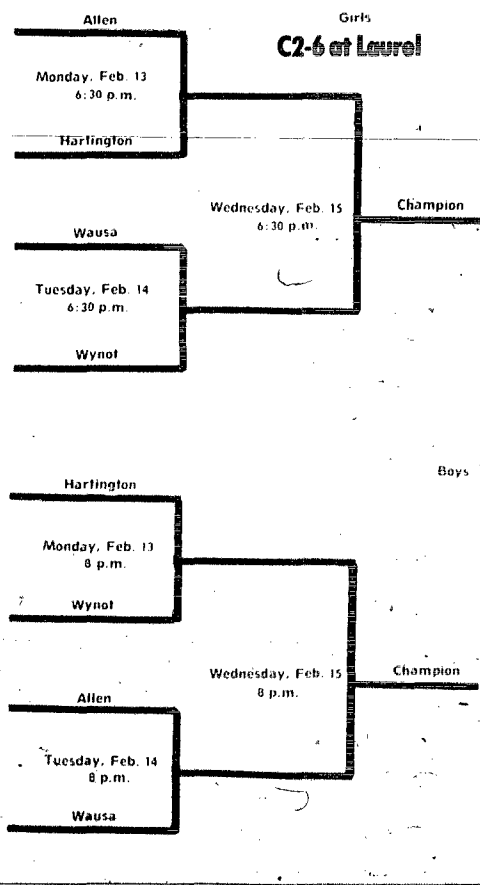 Girls
C2-6 at Laurel
Allen
Monday, Feb. 13
6:30 p.m.
Hartington
Wednesday, Feb. 15
6:30 p.m.
Champion
Wausa
Tuesday, Feb. 14
6:30 p.m.
Wynot
Boys
Hartington
Monday, Feb. 13
8 p.m.
Wynot
Wednesday, Feb. 15
8 p.m.
Champion
Allen
Tuesday, Feb. 14
8 p.m.
Wausa